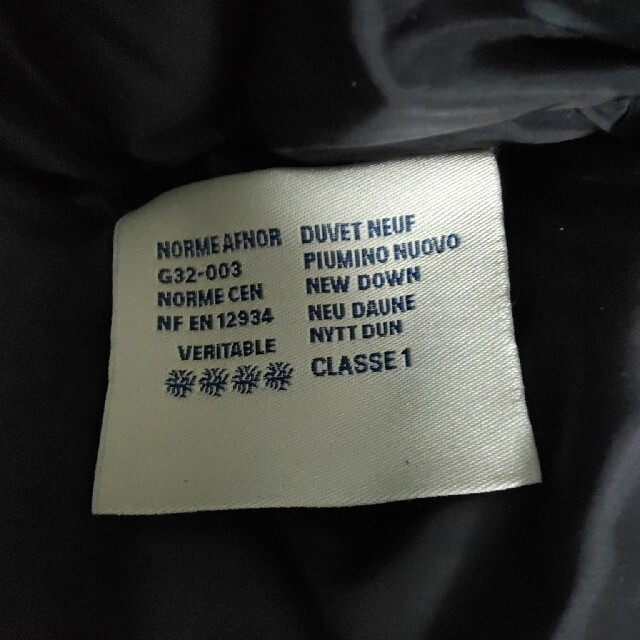 NORME AFNOR
G32-003
NORME CEN
NF EN 12934
VERITABLE
DUVET NEUF
PIUMINO NUOVO
NEW DOWN
NEU DAUNE
NYTT DUN
CLASSE 1